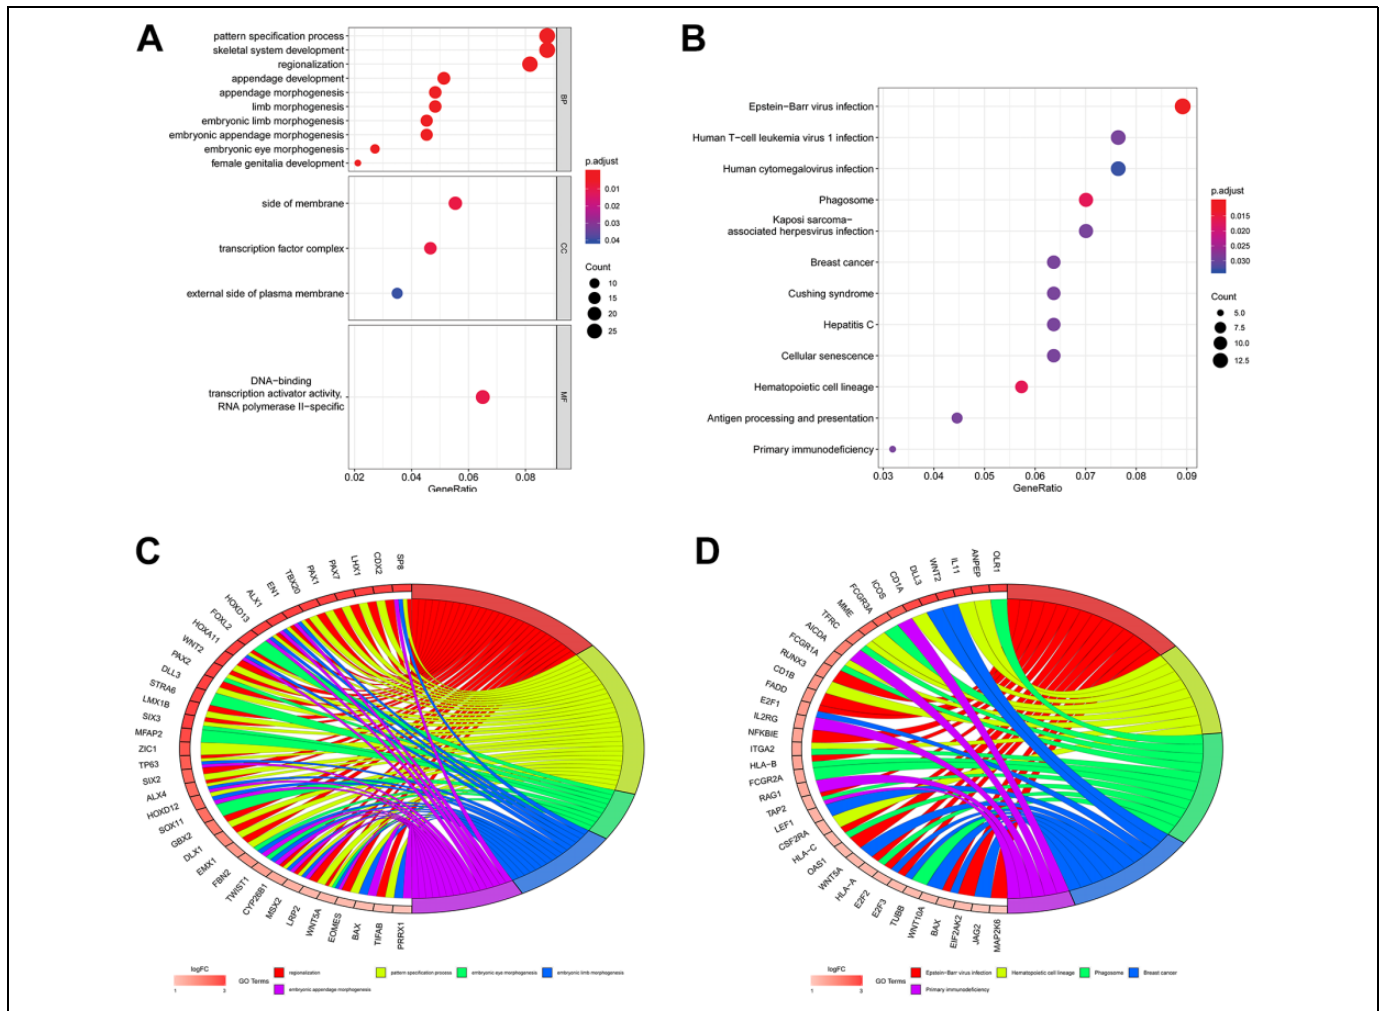 A
pattern specification process
skeletal system development
regionalization
appendage development
appendage morphogenesis
limb morphogenesis
embryonic limb morphogenesis
embryonic appendage morphogenesis
embryonic eye morphogenesis
female genitalia development
BP
side of membrane
transcription factor complex
external side of plasma membrane
CC
DNA−binding
transcription activator activity,
RNA polymerase II−specific
MF
0.02 0.04 0.06 0.08
GeneRatio
p.adjust
0.01
0.02
0.03
0.04
Count
10
15
20
25
B
Epstein−Barr virus infection
Human T−cell leukemia virus 1 infection
Human cytomegalovirus infection
Phagosome
Kaposi sarcoma−
associated herpesvirus infection
Breast cancer
Cushing syndrome
Hepatitis C
Cellular senescence
Hematopoietic cell lineage
Antigen processing and presentation
Primary immunodeficiency
0.03 0.04 0.05 0.06 0.07 0.08 0.09
GeneRatio
p.adjust
0.015
0.020
0.030
Count
5.0
7.5
10.0
12.5
C
SP8
CDX2
LHX1
PAX7
PAX1
TBX20
EN1
ALX1
HOXD13
FOXL2
HOXA11
WNT2
PAX2
DLL3
STRA6
LMX1B
SIX3
MFAP2
ZIC1
TP63
SIX2
ALX4
HOXD12
SOX11
GBX2
DLX1
EMX1
FBN2
TWIST1
CYP26B1
MSX2
LRP2
WNT5A
EOMES
BAX
TIFAB
PRRX1
logFC
1 3
GO Terms
regionalization
pattern specification process
embryonic eye morphogenesis
embryonic limb morphogenesis
embryonic appendage morphogenesis
D
OLR1
ANPEP
IL11
WNT2
DLL3
CD1A
ICOS
FCGR3A
MME
TFRC
AICDA
FCGR1A
RUNX3
CD1B
FADD
E2F1
IL2RG
NFKBIE
ITGA2
HLA−B
FCGR2A
RAG1
TAP2
LEF1
CSF2RA
HLA−C
OAS1
WNT5A
HLA−A
E2F2
E2F3
TUBB
WNT10A
BAX
EIF2AK2
JAG2
MAP2K6
logFC
1 3
GO Terms
Epstein−Barr virus infection
Hematopoietic cell lineage
Phagosome
Breast cancer
Primary immunodeficiency